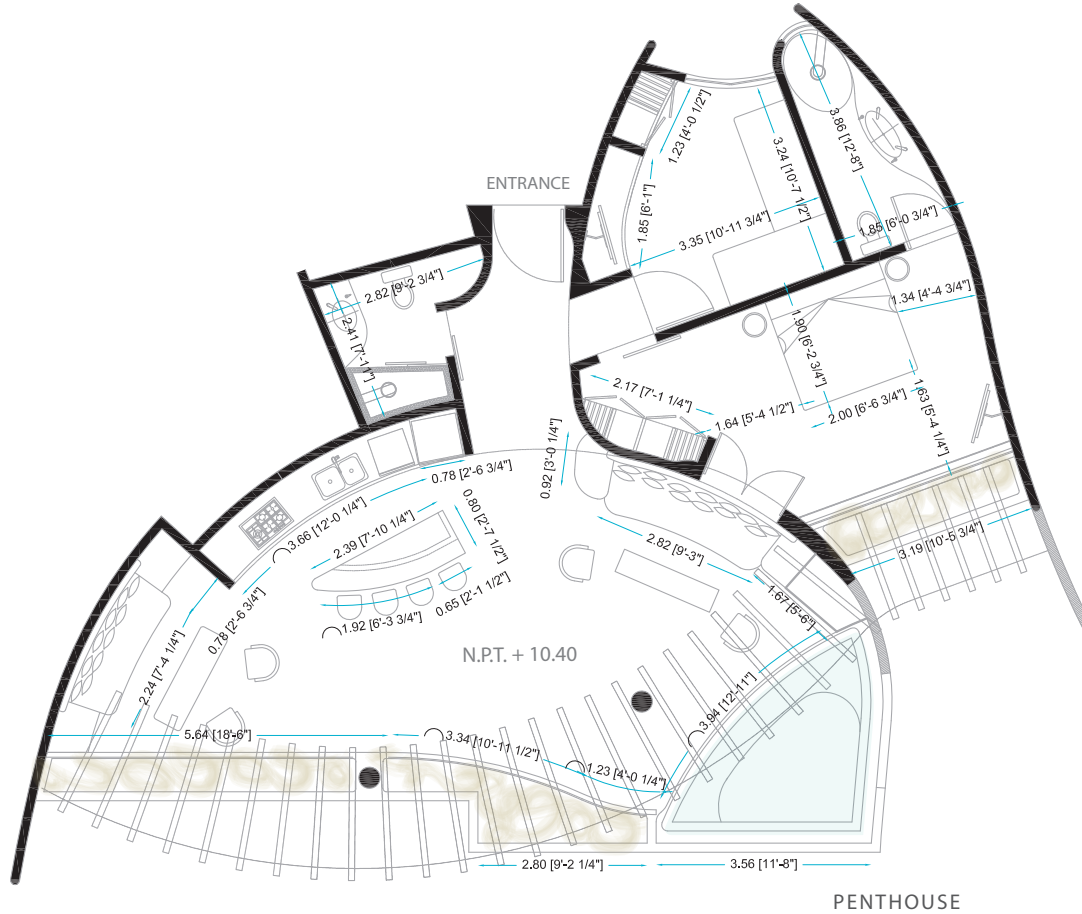 ENTRANCE
1.23 [4'-0 1/2"]
3.86 [12'-8"]
3.24 [10'-7 1/2"]
1.85 [6'-1"]
3.35 [10'-11 3/4"]
1.85 [6'-0 3/4"]
2.82 [9'-2 3/4"]
2.41 [7'-11"]
1.34 [4'-4 3/4"]
1.90 [6'-2 3/4"]
2.17 [7'-1 1/4"]
1.64 [5'-4 1/2"]
2.00 [6'-6 3/4"]
1.63 [5'-4 1/4"]
0.92 [3'-0 1/4"]
0.78 [2'-6 3/4"]
3.66 [12'-0 1/4"]
0.80 [2'-7 1/2"]
2.39 [7'-10 1/4"]
2.82 [9'-3"]
3.19 [10'-5 3/4"]
1.67 [5'-6"]
0.65 [2'-1 1/2"]
1.92 [6'-3 3/4"]
0.78 [2'-6 3/4"]
2.24 [7'-4 1/4"]
N.P.T. + 10.40
3.94 [12'-11"]
5.64 [18'-6"]
3.34 [10'-11 1/2"]
1.23 [4'-0 1/4"]
2.80 [9'-2 1/4"]
3.56 [11'-8"]
PENTHOUSE